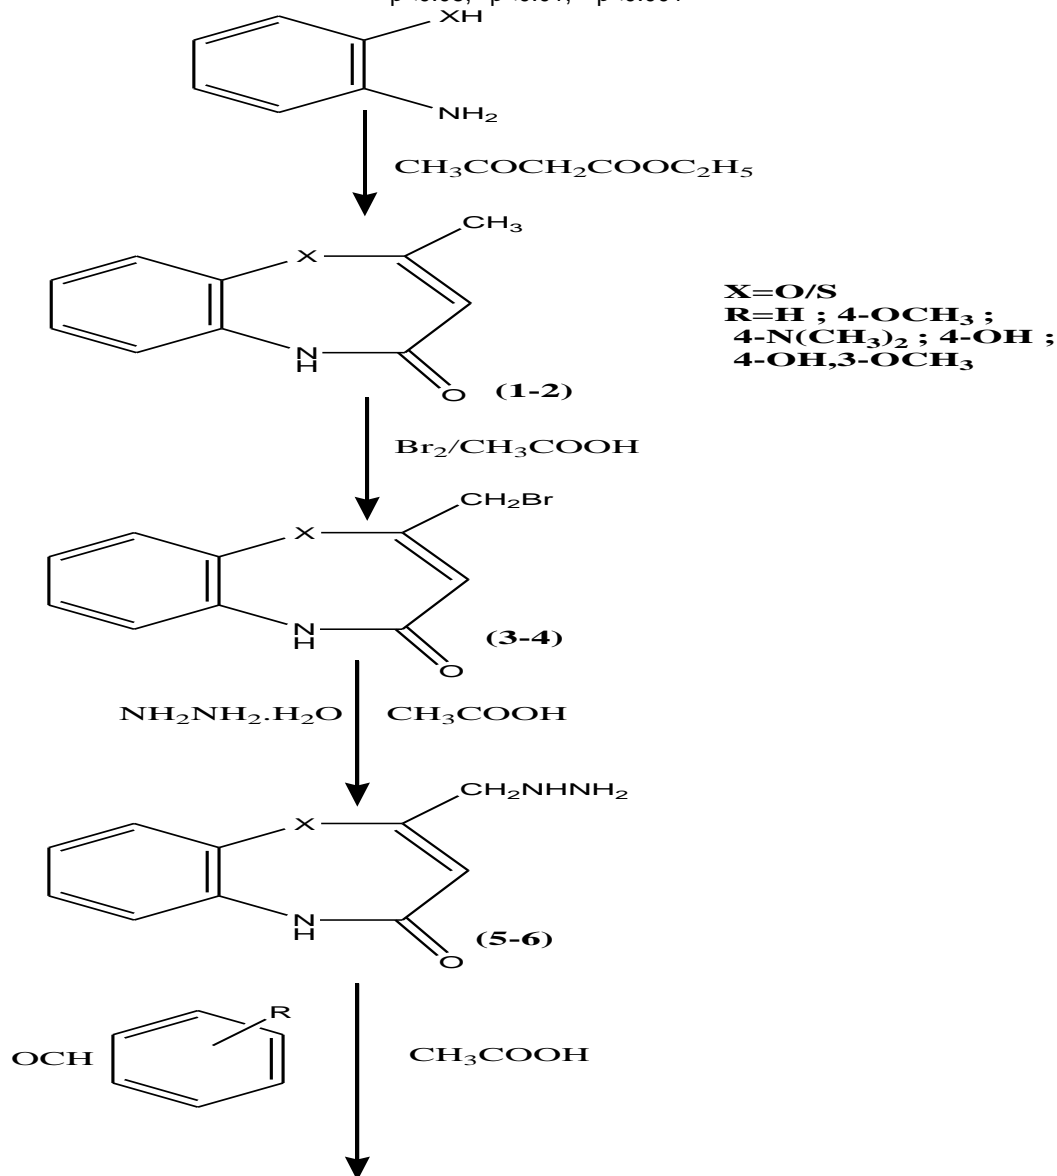 XH
NH₂
CH₃COCH₂COOC₂H₅
CH₃
X
N
H
O
(1-2)
X=O/S
R=H ; 4-OCH₃ ;
4-N(CH₃)₂ ; 4-OH ;
4-OH,3-OCH₃
Br₂/CH₃COOH
CH₂Br
X
N
H
O
(3-4)
NH₂NH₂.H₂O
CH₃COOH
CH₂NHNH₂
X
N
H
O
(5-6)
R
OCH
CH₃COOH